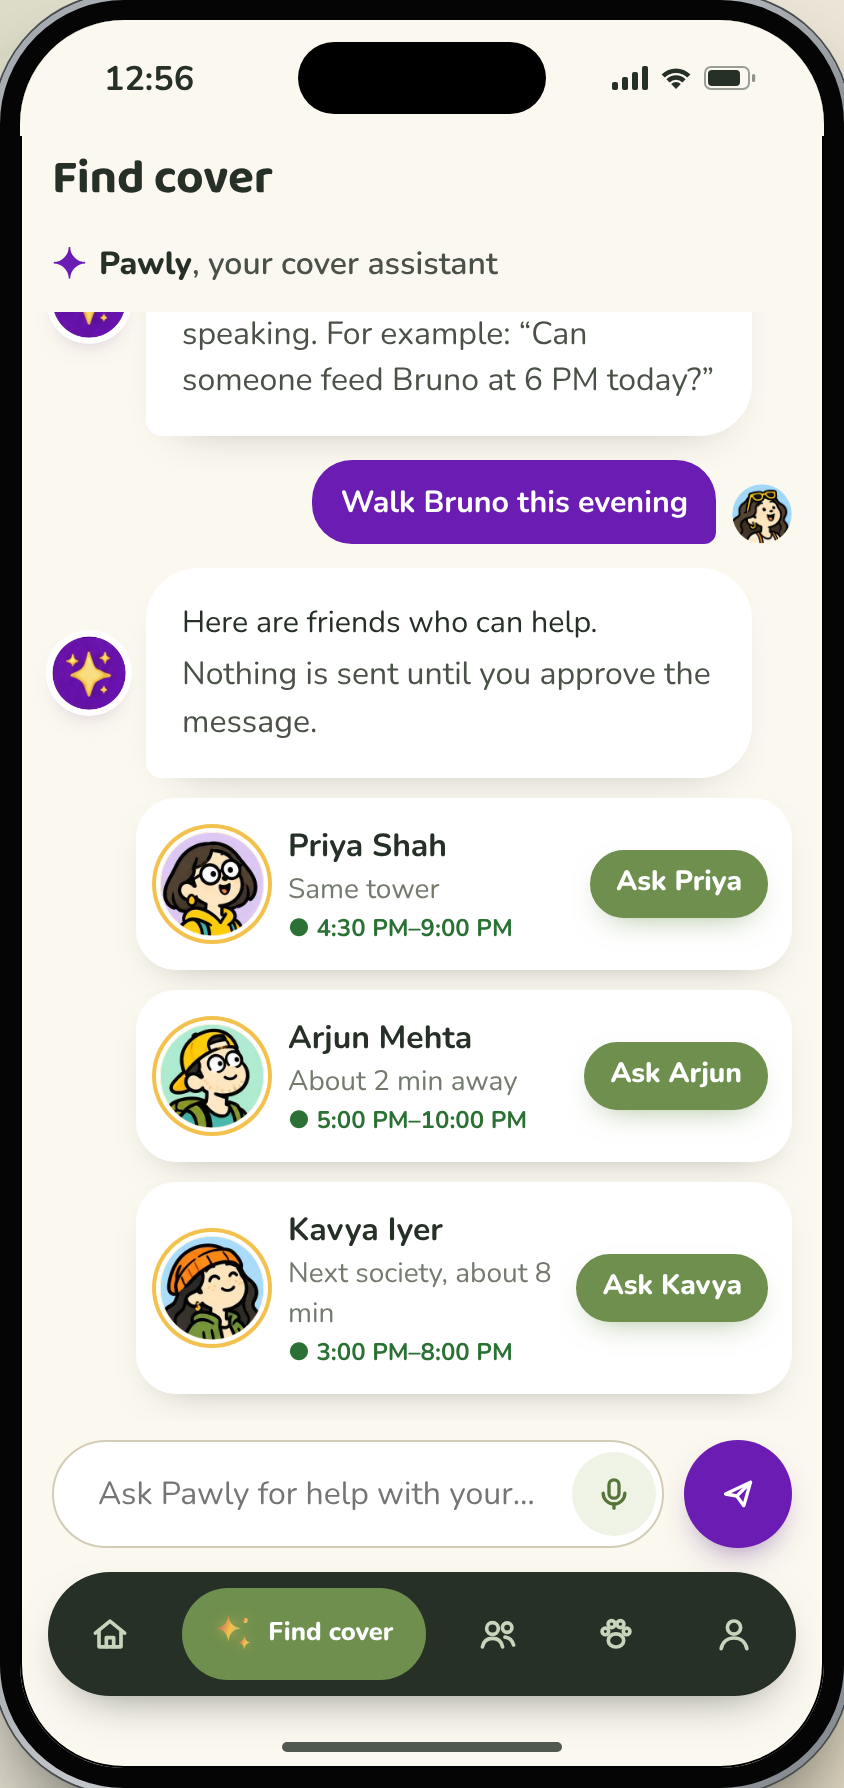 12:56
Find cover
Pawly, your cover assistant
speaking. For example: “Can
someone feed Bruno at 6 PM today?”
Walk Bruno this evening
Here are friends who can help.
Nothing is sent until you approve the
message.
Priya Shah
Same tower
4:30 PM–9:00 PM
Ask Priya
Arjun Mehta
About 2 min away
5:00 PM–10:00 PM
Ask Arjun
Kavya Iyer
Next society, about 8
min
3:00 PM–8:00 PM
Ask Kavya
Ask Pawly for help with your...
Find cover